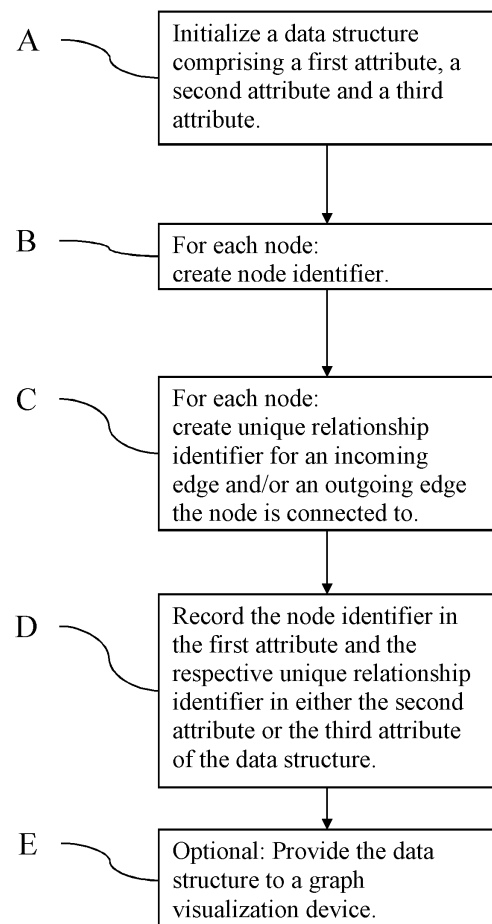 A
Initialize a data structure
comprising a first attribute, a
second attribute and a third
attribute.
B
For each node:
create node identifier.
C
For each node:
create unique relationship
identifier for an incoming
edge and/or an outgoing edge
the node is connected to.
D
Record the node identifier in
the first attribute and the
respective unique relationship
identifier in either the second
attribute or the third attribute
of the data structure.
E
Optional: Provide the data
structure to a graph
visualization device.